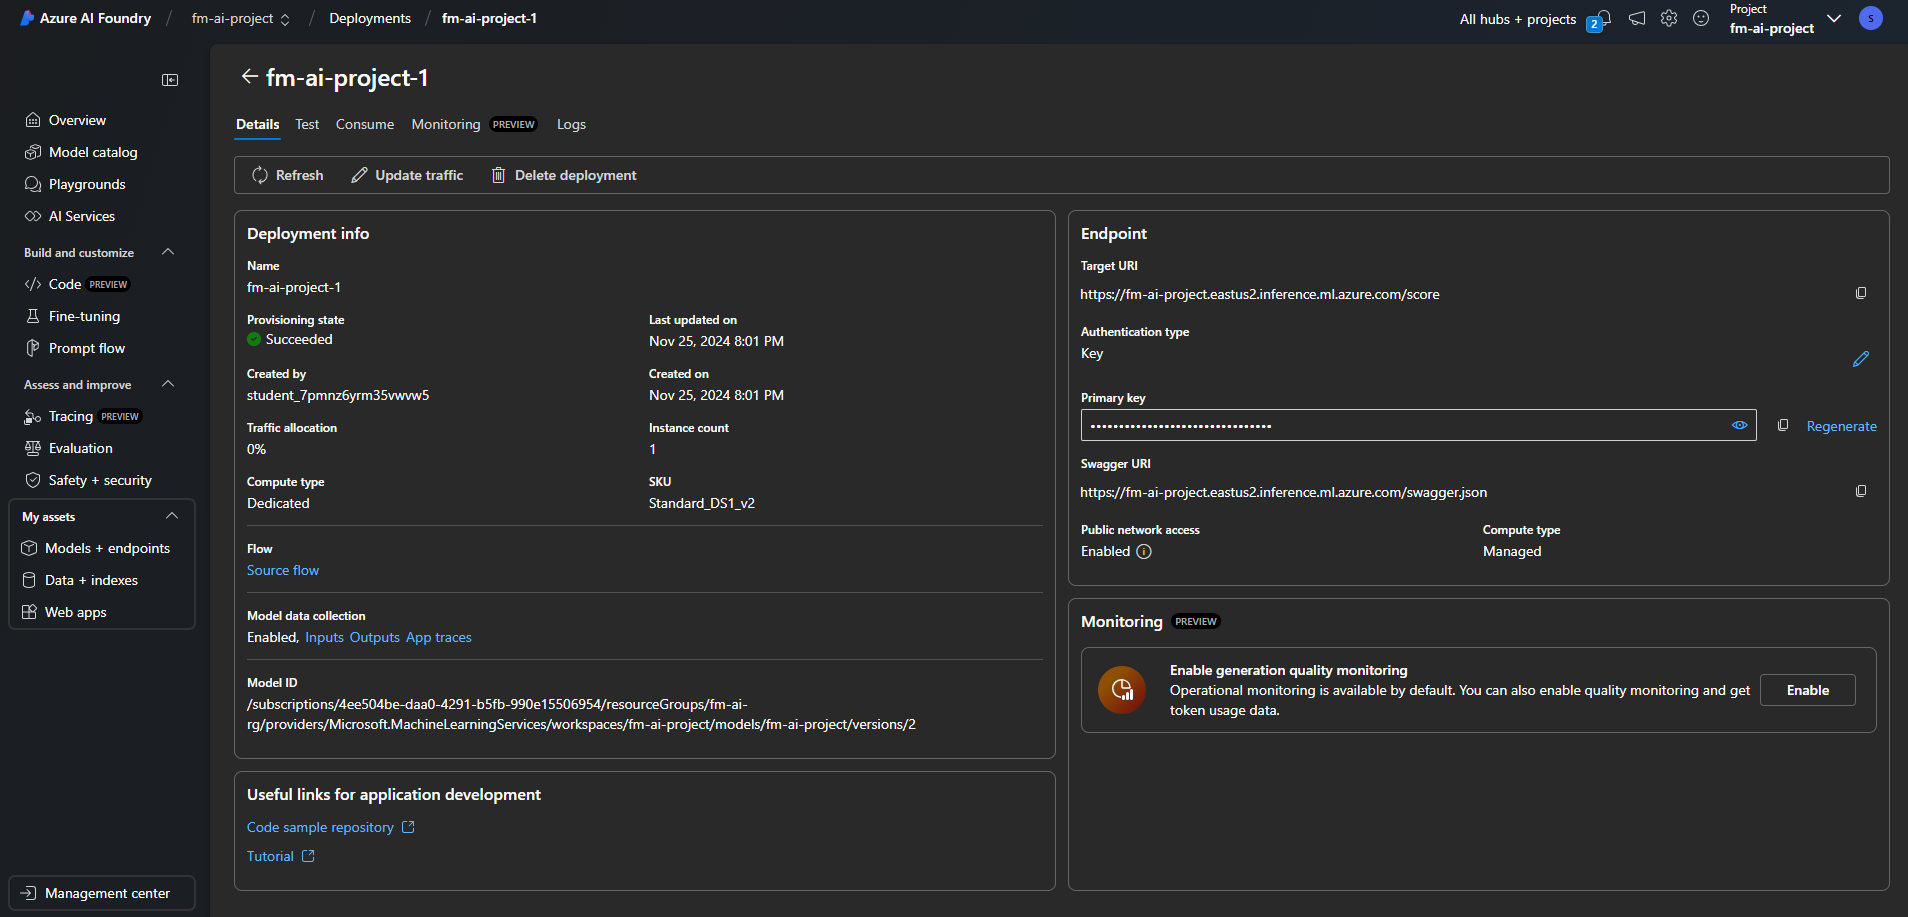 Azure AI Foundry / fm-ai-project / Deployments / fm-ai-project-1
All hubs + projects
2
Project
fm-ai-project
S
Overview
Model catalog
Playgrounds
AI Services
Build and customize
Code PREVIEW
Fine-tuning
Prompt flow
Assess and improve
Tracing PREVIEW
Evaluation
Safety + security
My assets
Models + endpoints
Data + indexes
Web apps
Management center
fm-ai-project-1
Details Test Consume Monitoring PREVIEW Logs
Refresh Update traffic Delete deployment
Deployment info
Name
fm-ai-project-1
Provisioning state
Succeeded
Last updated on
Nov 25, 2024 8:01 PM
Created by
student_7pmnz6yrm35vwvw5
Created on
Nov 25, 2024 8:01 PM
Traffic allocation
0%
Instance count
1
Compute type
Dedicated
SKU
Standard_DS1_v2
Flow
Source flow
Model data collection
Enabled, Inputs Outputs App traces
Model ID
/subscriptions/4ee504be-daa0-4291-b5fb-990e15506954/resourceGroups/fm-ai-
rg/providers/Microsoft.MachineLearningServices/workspaces/fm-ai-project/models/fm-ai-project/versions/2
Useful links for application development
Code sample repository
Tutorial
Endpoint
Target URI
https://fm-ai-project.eastus2.inference.ml.azure.com/score
Authentication type
Key
Primary key
••••••••••••••••••••••••••••••••
Regenerate
Swagger URI
https://fm-ai-project.eastus2.inference.ml.azure.com/swagger.json
Public network access
Enabled
Compute type
Managed
Monitoring PREVIEW
Enable generation quality monitoring
Operational monitoring is available by default. You can also enable quality monitoring and get
token usage data.
Enable